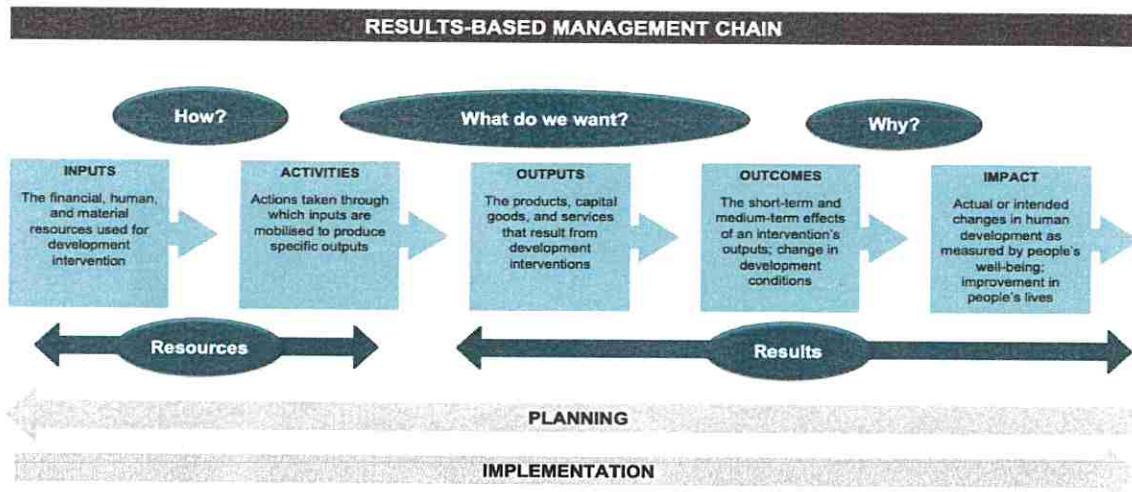 RESULTS-BASED MANAGEMENT CHAIN
How?
What do we want?
Why?
INPUTS
The financial, human,
and material
resources used for
development
intervention
ACTIVITIES
Actions taken through
which inputs are
mobilised to produce
specific outputs
OUTPUTS
The products, capital
goods, and services
that result from
development
interventions
OUTCOMES
The short-term and
medium-term effects
of an intervention's
outputs; change in
development
conditions
IMPACT
Actual or intended
changes in human
development as
measured by people's
well-being;
improvement in
people's lives
Resources
Results
PLANNING
IMPLEMENTATION